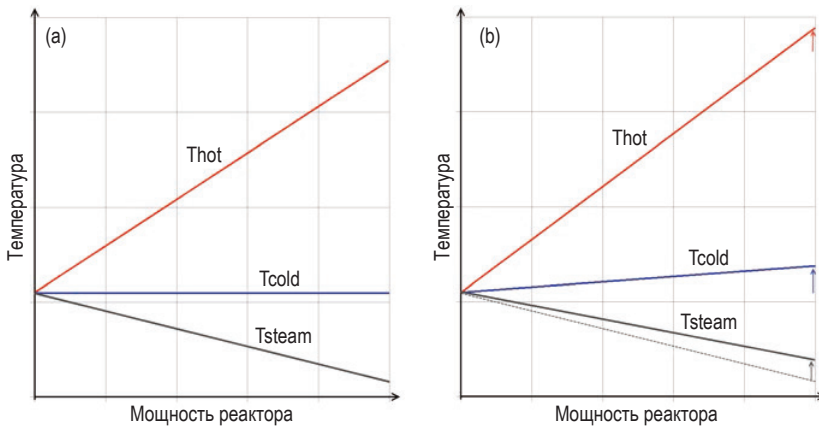 (a)
Температура
Thot
Tcold
Tsteam
Мощность реактора
(b)
Температура
Thot
Tcold
Tsteam
Мощность реактора